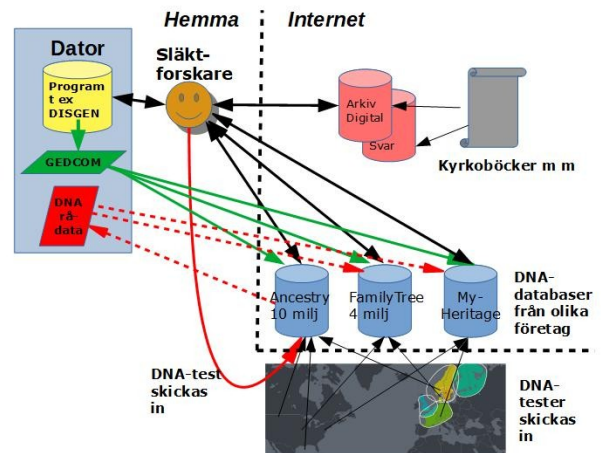 Hemma
Internet
Dator
Släkt-
forskare
Program
t ex
DISGEN
GEDCOM
DNA
rå-
data
Arkiv
Digital
Svar
Kyrkoböcker m m
Ancestry
10 milj
FamilyTree
4 milj
My-
Heritage
DNA-
databaser
från olika
företag
DNA-test
skickas
in
DNA-
tester
skickas
in